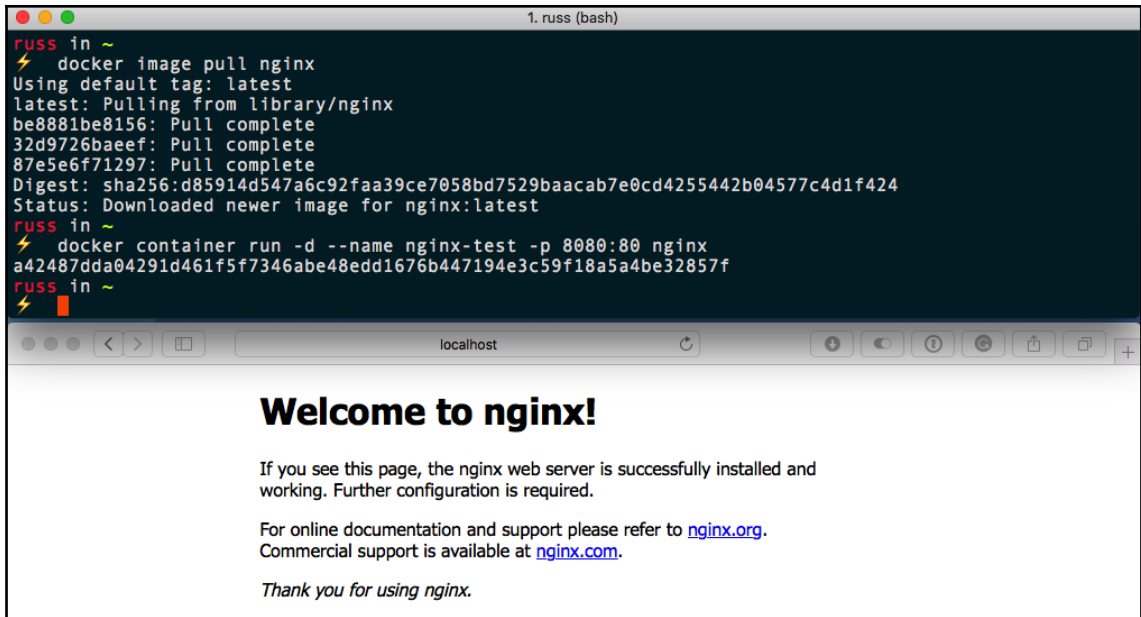 1. russ (bash)
russ in ~
⚡ docker image pull nginx
Using default tag: latest
latest: Pulling from library/nginx
be8881be8156: Pull complete
32d9726baeef: Pull complete
87e5e6f71297: Pull complete
Digest: sha256:d85914d547a6c92faa39ce7058bd7529baacab7e0cd4255442b04577c4d1f424
Status: Downloaded newer image for nginx:latest
russ in ~
⚡ docker container run -d --name nginx-test -p 8080:80 nginx
a42487dda04291d461f5f7346abe48edd1676b447194e3c59f18a5a4be32857f
russ in ~
⚡
localhost
Welcome to nginx!
If you see this page, the nginx web server is successfully installed and
working. Further configuration is required.
For online documentation and support please refer to nginx.org.
Commercial support is available at nginx.com.
Thank you for using nginx.